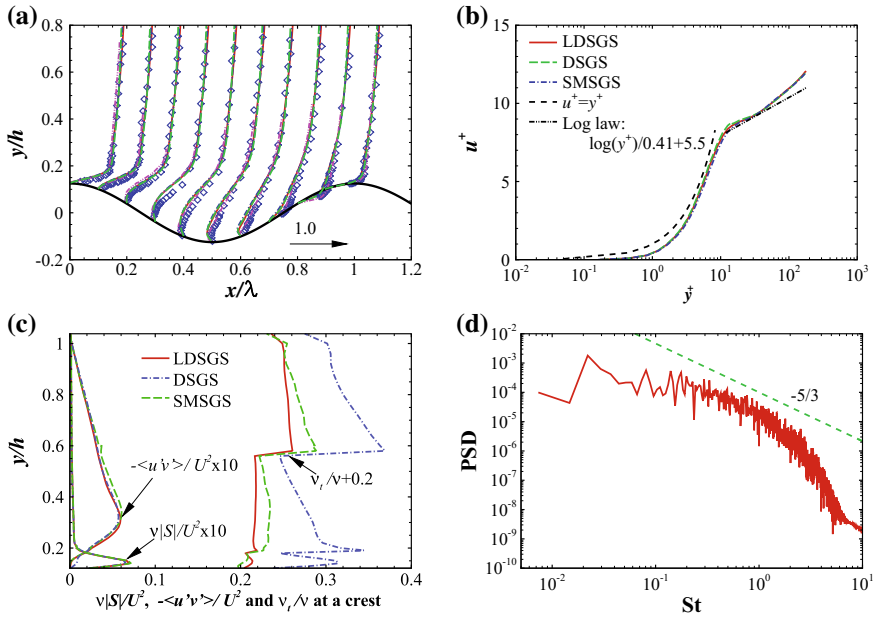 (a)
0.8
0.6
0.4
0.2
0
-0.2
y/h
1.0
0 0.2 0.4 0.6 0.8 1 1.2
x/λ
(b)
15
10
5
0
u⁺
LDSGS
DSGS
SMSGS
u⁺=y⁺
Log law:
log(y⁺)/0.41+5.5
10⁻² 10⁻¹ 10⁰ 10¹ 10² 10³
y⁺
(c)
1
0.8
0.6
0.4
0.2
y/h
LDSGS
DSGS
SMSGS
-<u'v'>/U²x10
ν|S|/U²x10
ν_t/ν+0.2
0 0.1 0.2 0.3 0.4
ν|S|/U², -<u'v'>/U² and ν_t/ν at a crest
(d)
10⁻²
10⁻³
10⁻⁴
10⁻⁵
10⁻⁶
10⁻⁷
10⁻⁸
10⁻⁹
10⁻¹⁰
PSD
-5/3
10⁻² 10⁻¹ 10⁰ 10¹
St